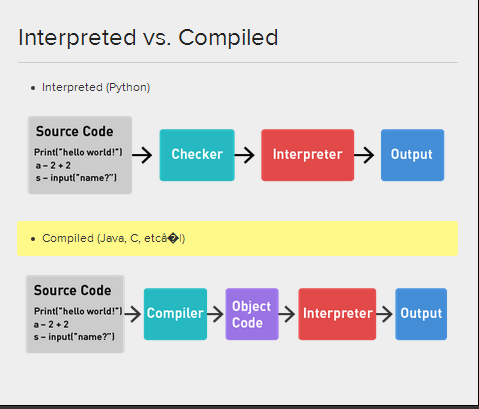 Interpreted vs. Compiled
• Interpreted (Python)
Source Code
Print("hello world!")
a – 2 + 2
s – input("name?")
Checker
Interpreter
Output
• Compiled (Java, C, etcâ�¦)
Source Code
Print("hello world!")
a – 2 + 2
s – input("name?")
Compiler
Object
Code
Interpreter
Output